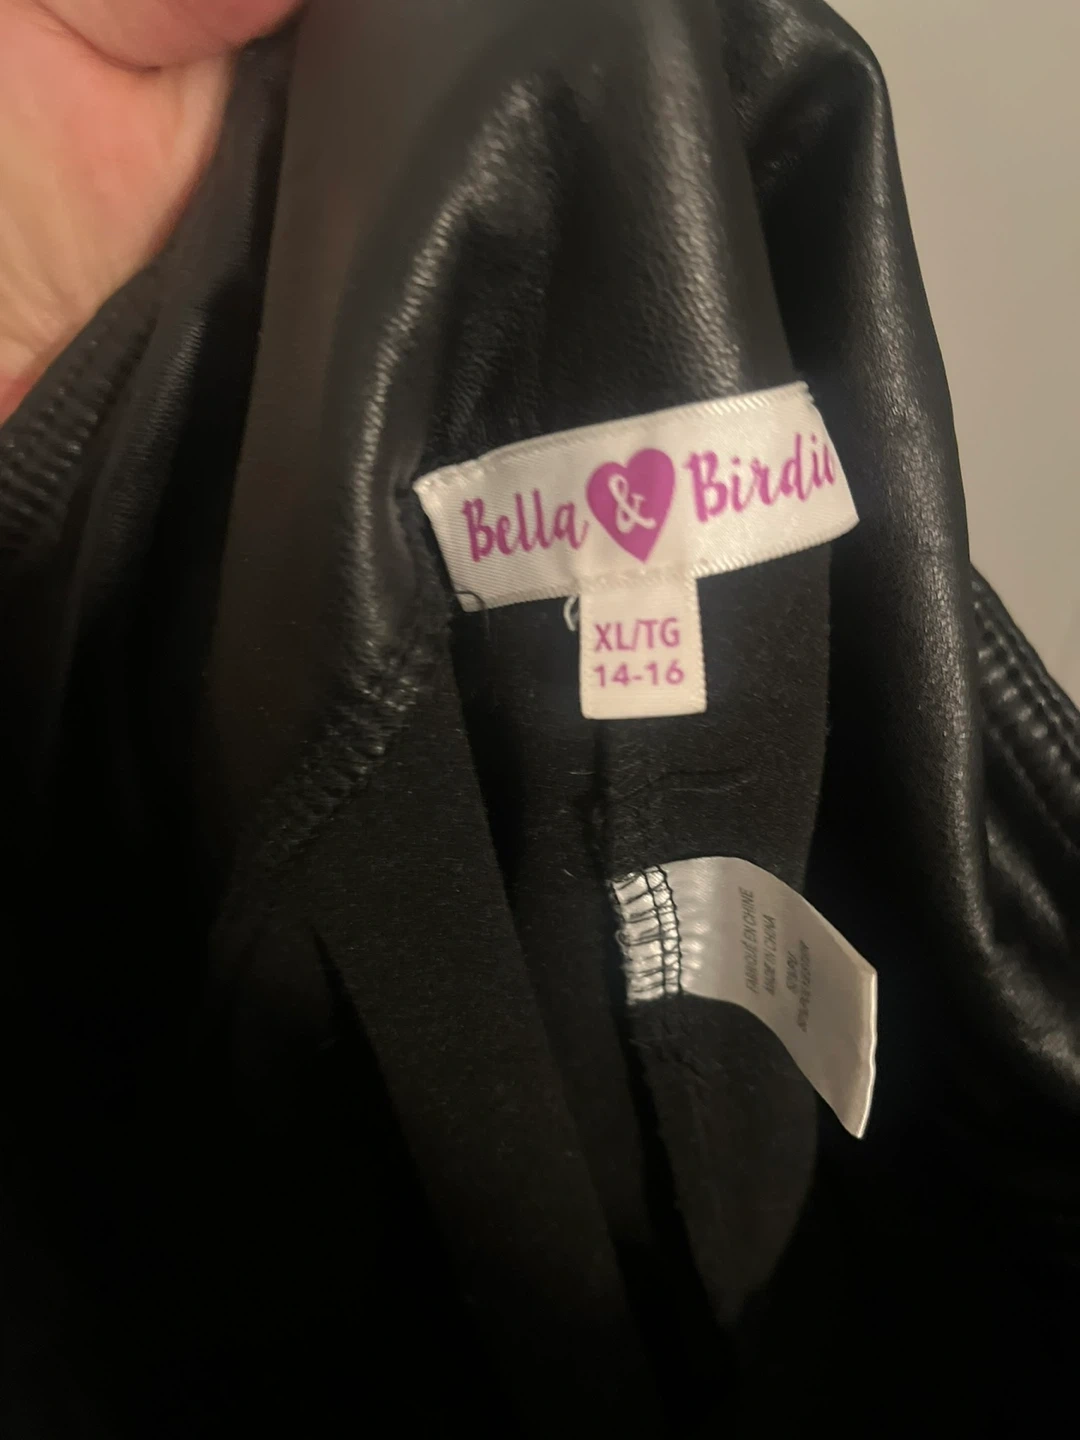 Bella & Birdie
XL/TG
14-16
FABRIQUÉ EN CHINE
MADE IN CHINA